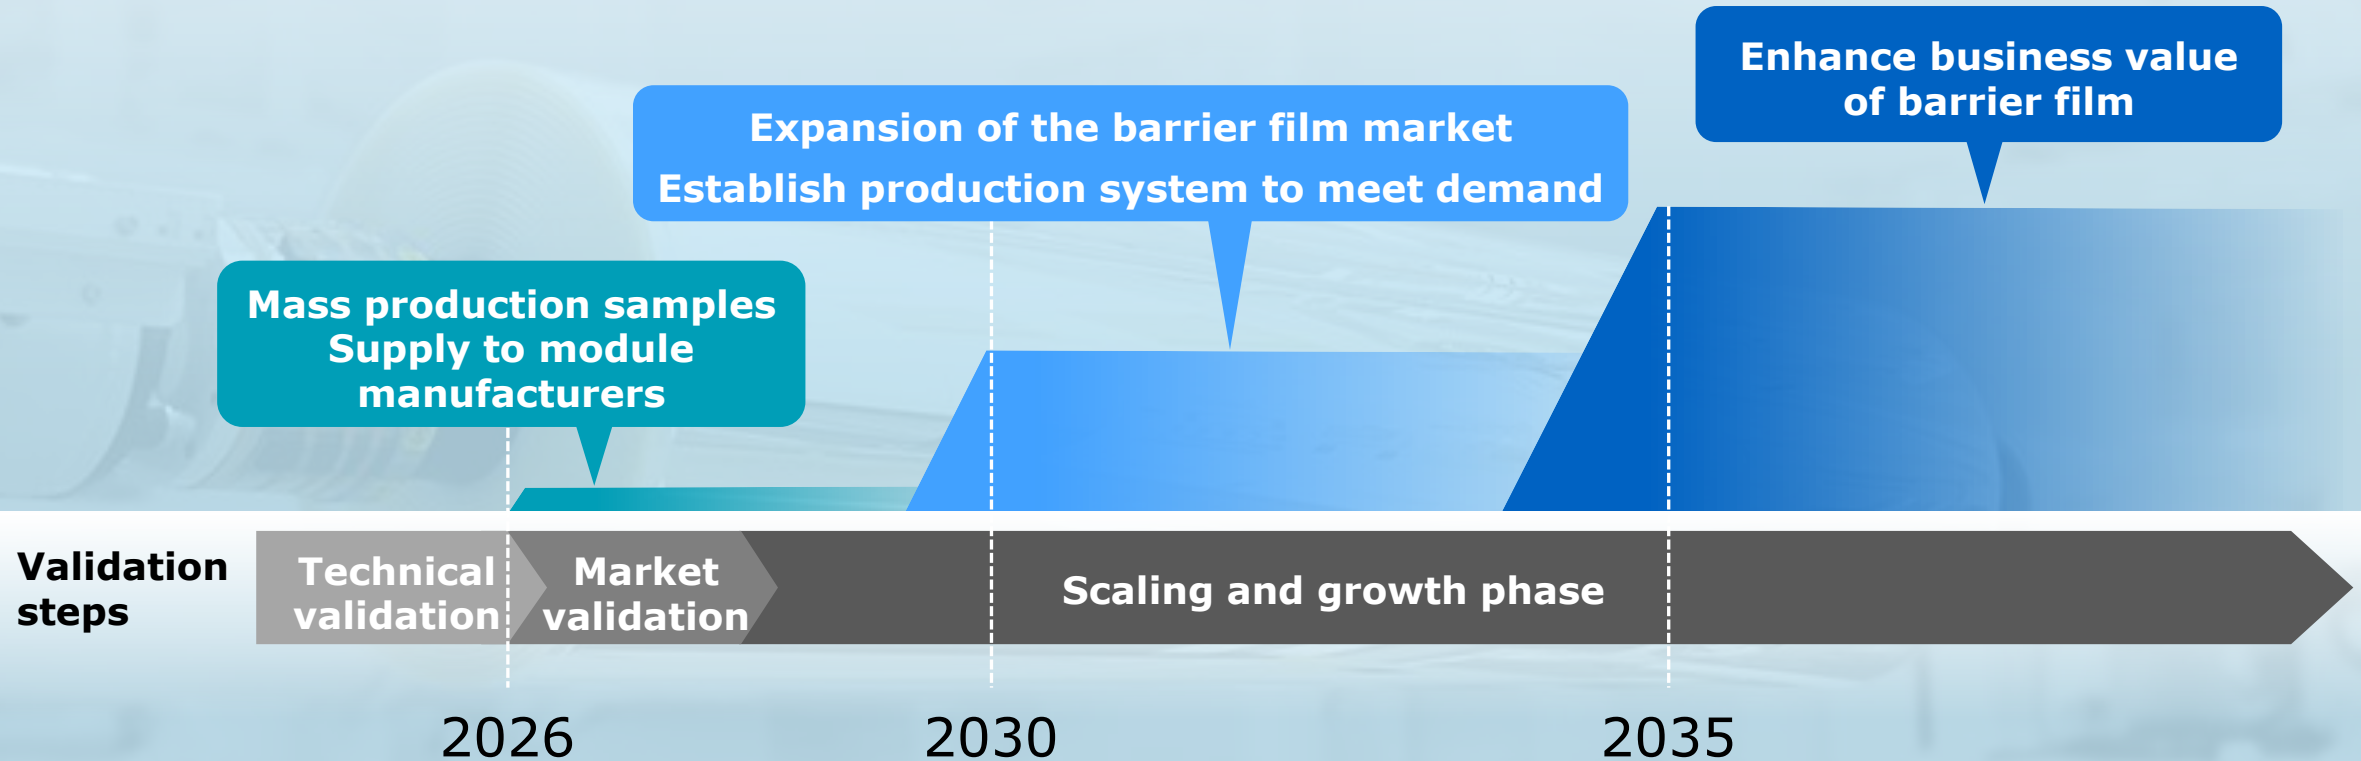 Enhance business value
of barrier film
Expansion of the barrier film market
Establish production system to meet demand
Mass production samples
Supply to module
manufacturers
Validation
steps
Technical
validation
Market
validation
Scaling and growth phase
2026
2030
2035